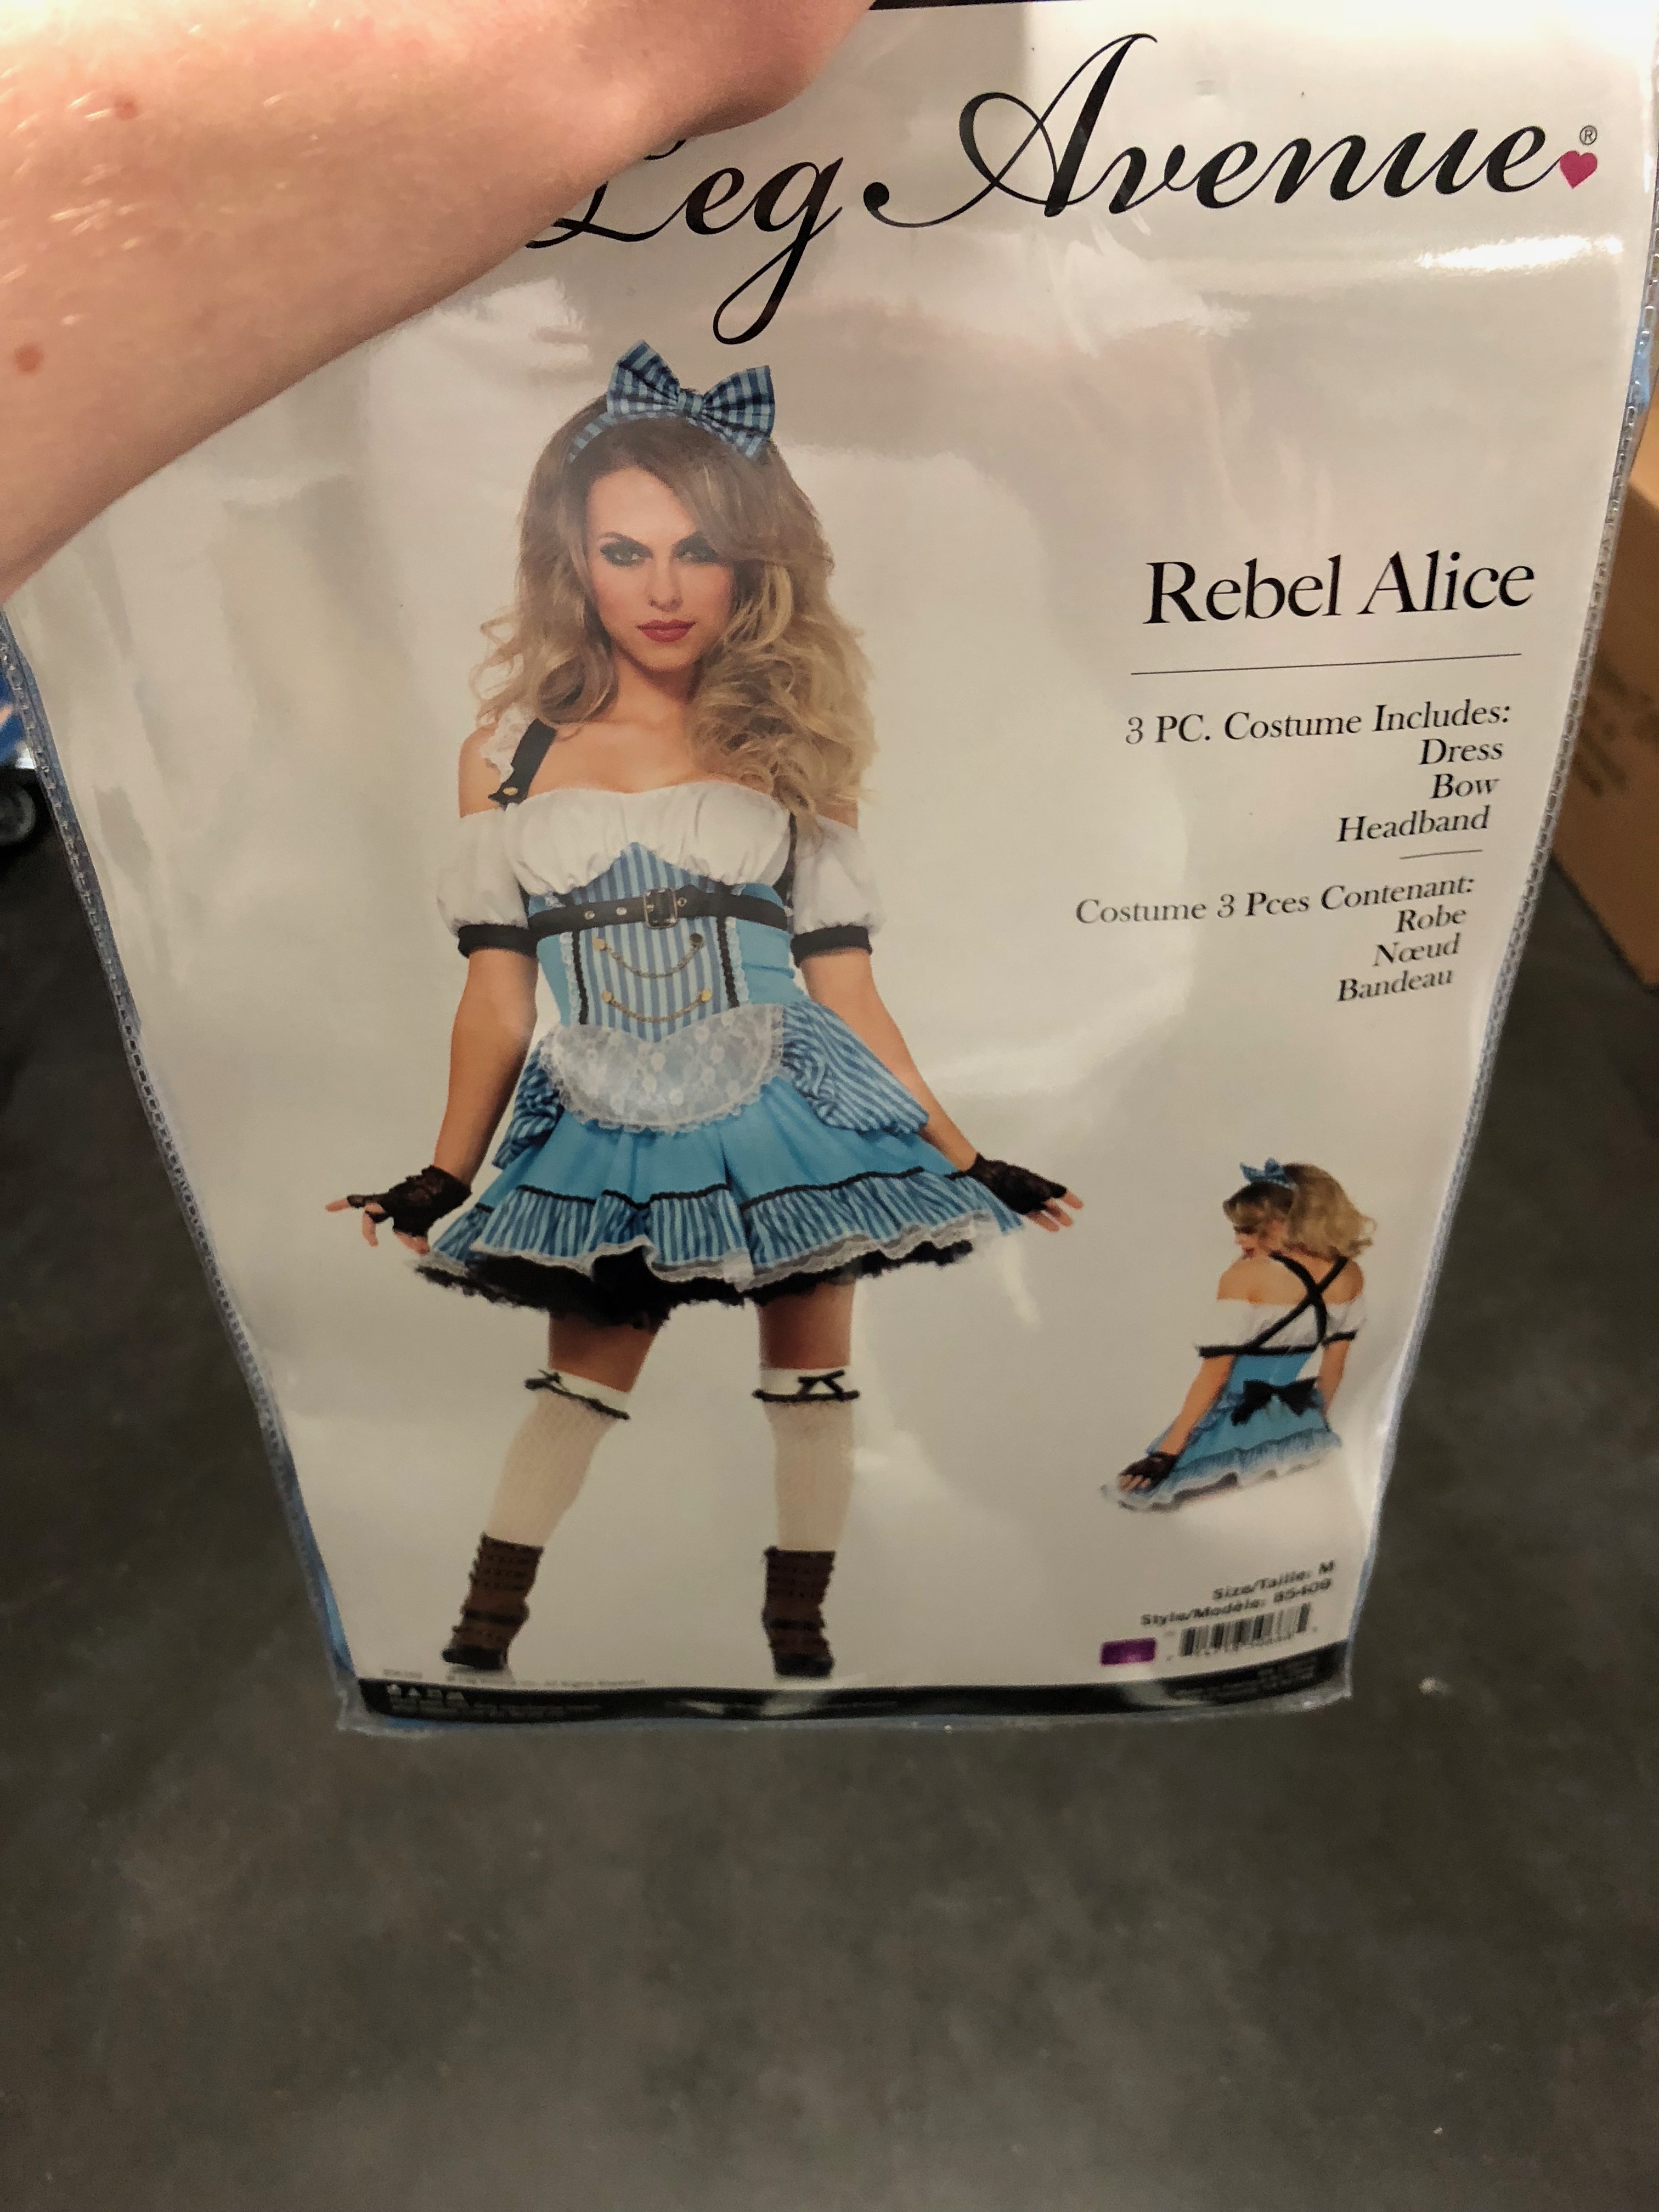 Leg Avenue®
Rebel Alice
3 PC. Costume Includes:
Dress
Bow
Headband
Costume 3 Pces Contenant:
Robe
Nœud
Bandeau
Size/Taille: M
Style/Modèle: 85409